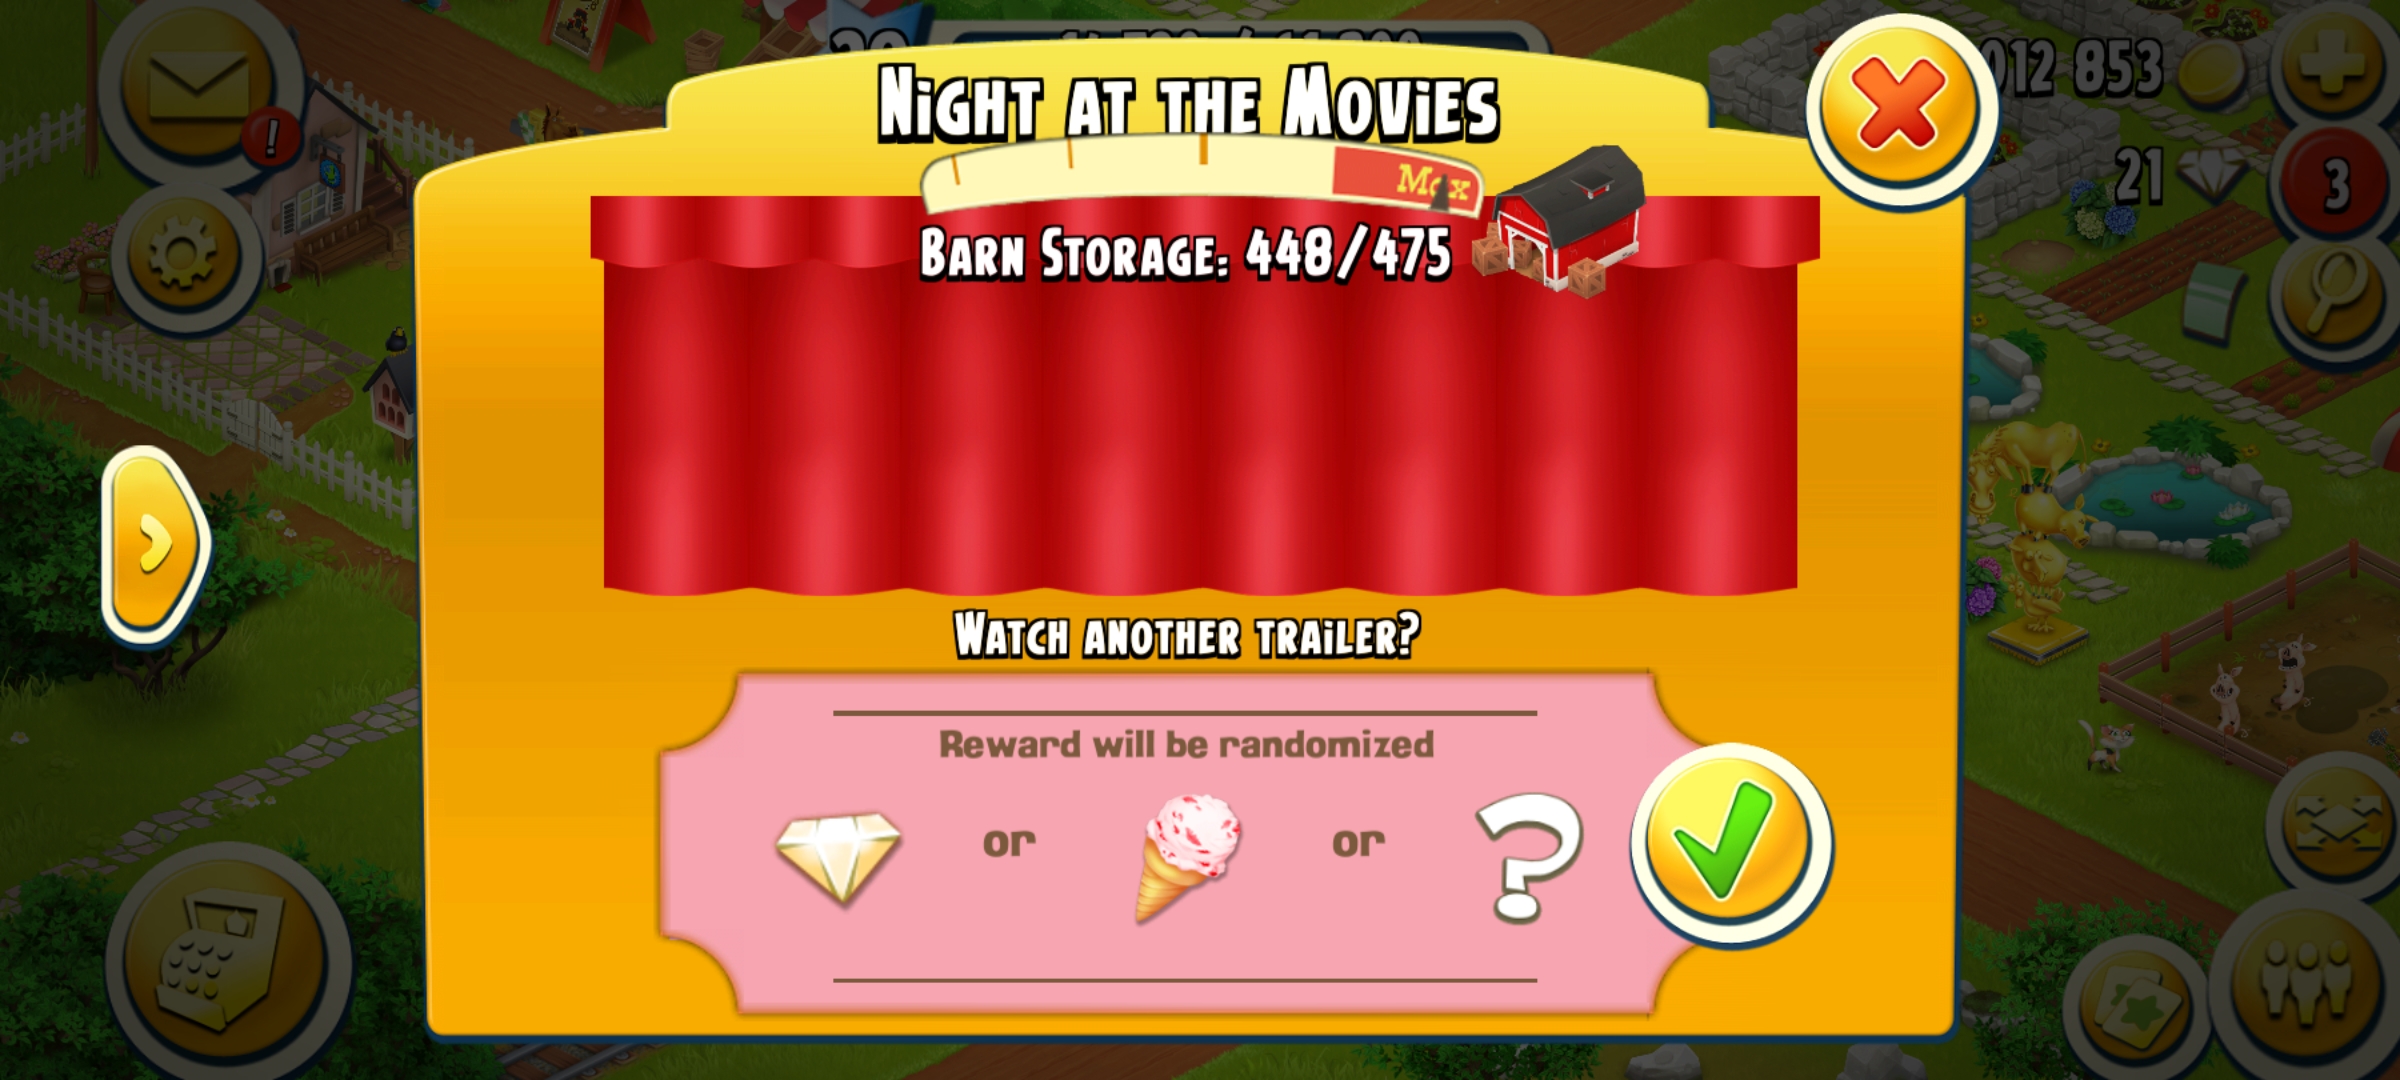 Night at the Movies
Max
Barn Storage: 448/475
012 853
21
3
!
Watch another trailer?
Reward will be randomized
or
or
?